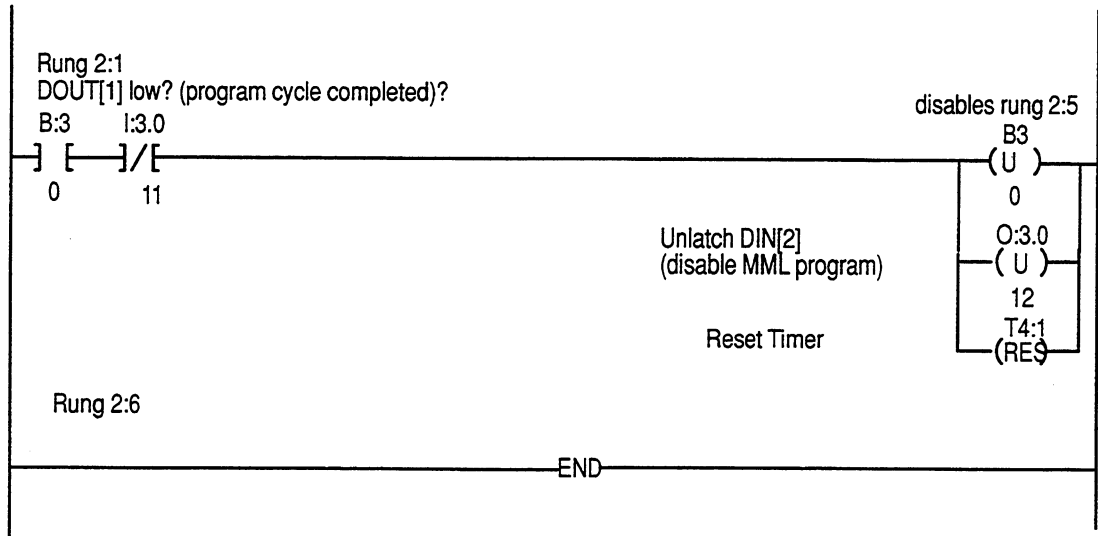 Rung 2:1
DOUT[1] low? (program cycle completed)?
disables rung 2:5
B:3
I:3.0
B3
U
0
11
0
Unlatch DIN[2]
(disable MML program)
O:3.0
U
12
Reset Timer
T4:1
(RES)
Rung 2:6
END